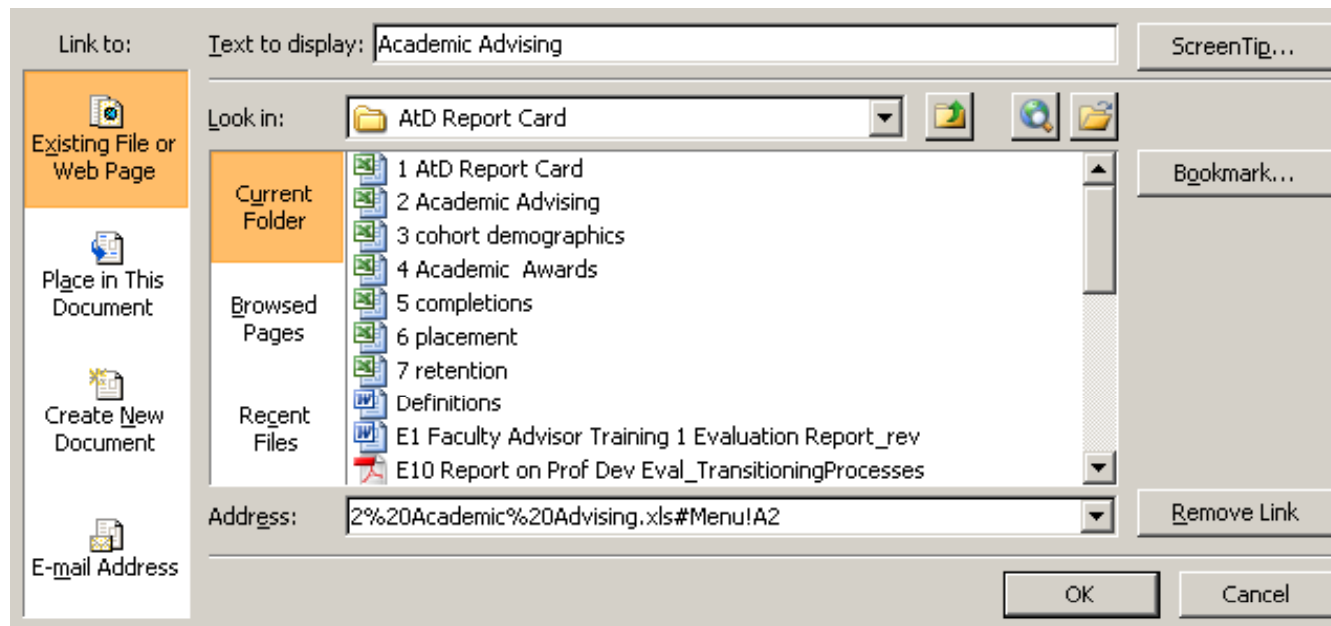 Link to:
Text to display: Academic Advising
ScreenTip...
Existing File or
Web Page
Look in: AtD Report Card
Current
Folder
1 AtD Report Card
2 Academic Advising
3 cohort demographics
4 Academic  Awards
5 completions
6 placement
7 retention
Definitions
E1 Faculty Advisor Training 1 Evaluation Report_rev
E10 Report on Prof Dev Eval_TransitioningProcesses
Bookmark...
Place in This
Document
Browsed
Pages
Create New
Document
Recent
Files
Address: 2%20Academic%20Advising.xls#Menu!A2
Remove Link
E-mail Address
OK
Cancel